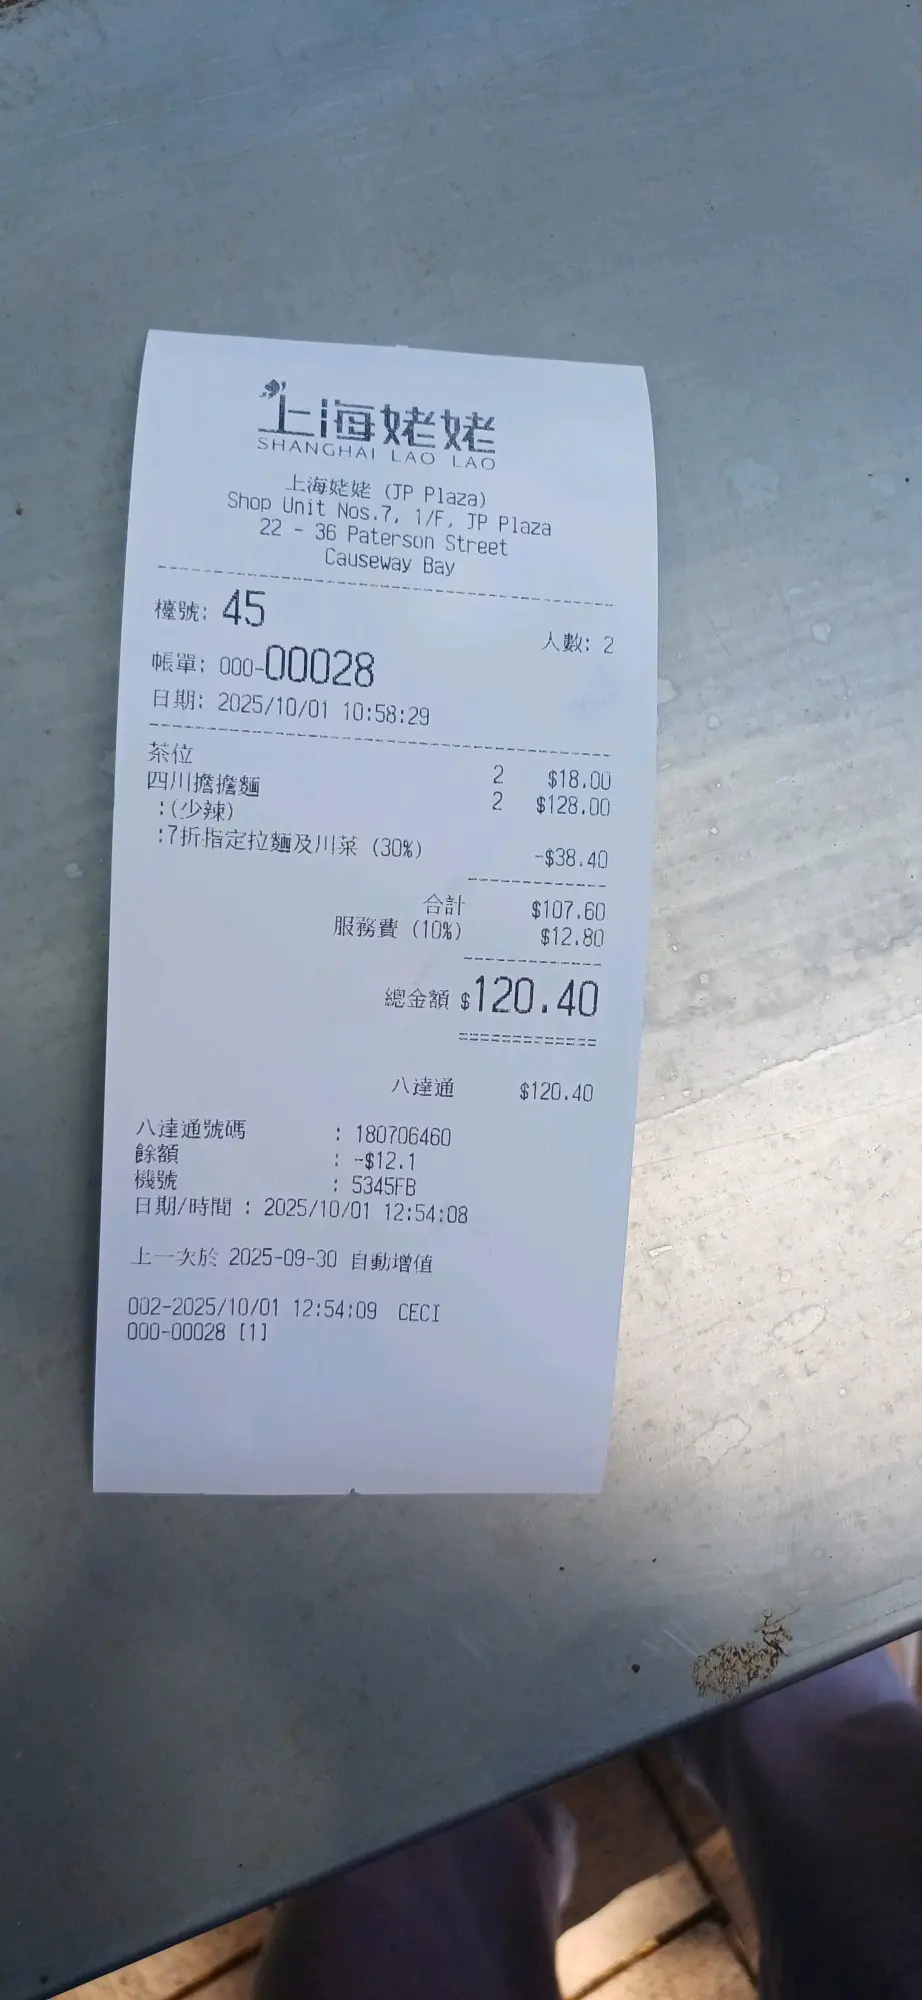 上海姥姥
SHANGHAI LAO LAO
上海姥姥 (JP Plaza)
Shop Unit Nos.7, 1/F, JP Plaza
22 - 36 Paterson Street
Causeway Bay
檯號: 45 人數: 2
帳單: 000-00028
日期: 2025/10/01 10:58:29
茶位 2 $18.00
四川擔擔麵 2 $128.00
:(少辣)
:7折指定拉麵及川菜 (30%) -$38.40
合計 $107.60
服務費 (10%) $12.80
總金額 $120.40
八達通 $120.40
八達通號碼 : 180706460
餘額 : -$12.1
機號 : 5345FB
日期/時間 : 2025/10/01 12:54:08
上一次於 2025-09-30 自動增值
002-2025/10/01 12:54:09 CECI
000-00028 [1]